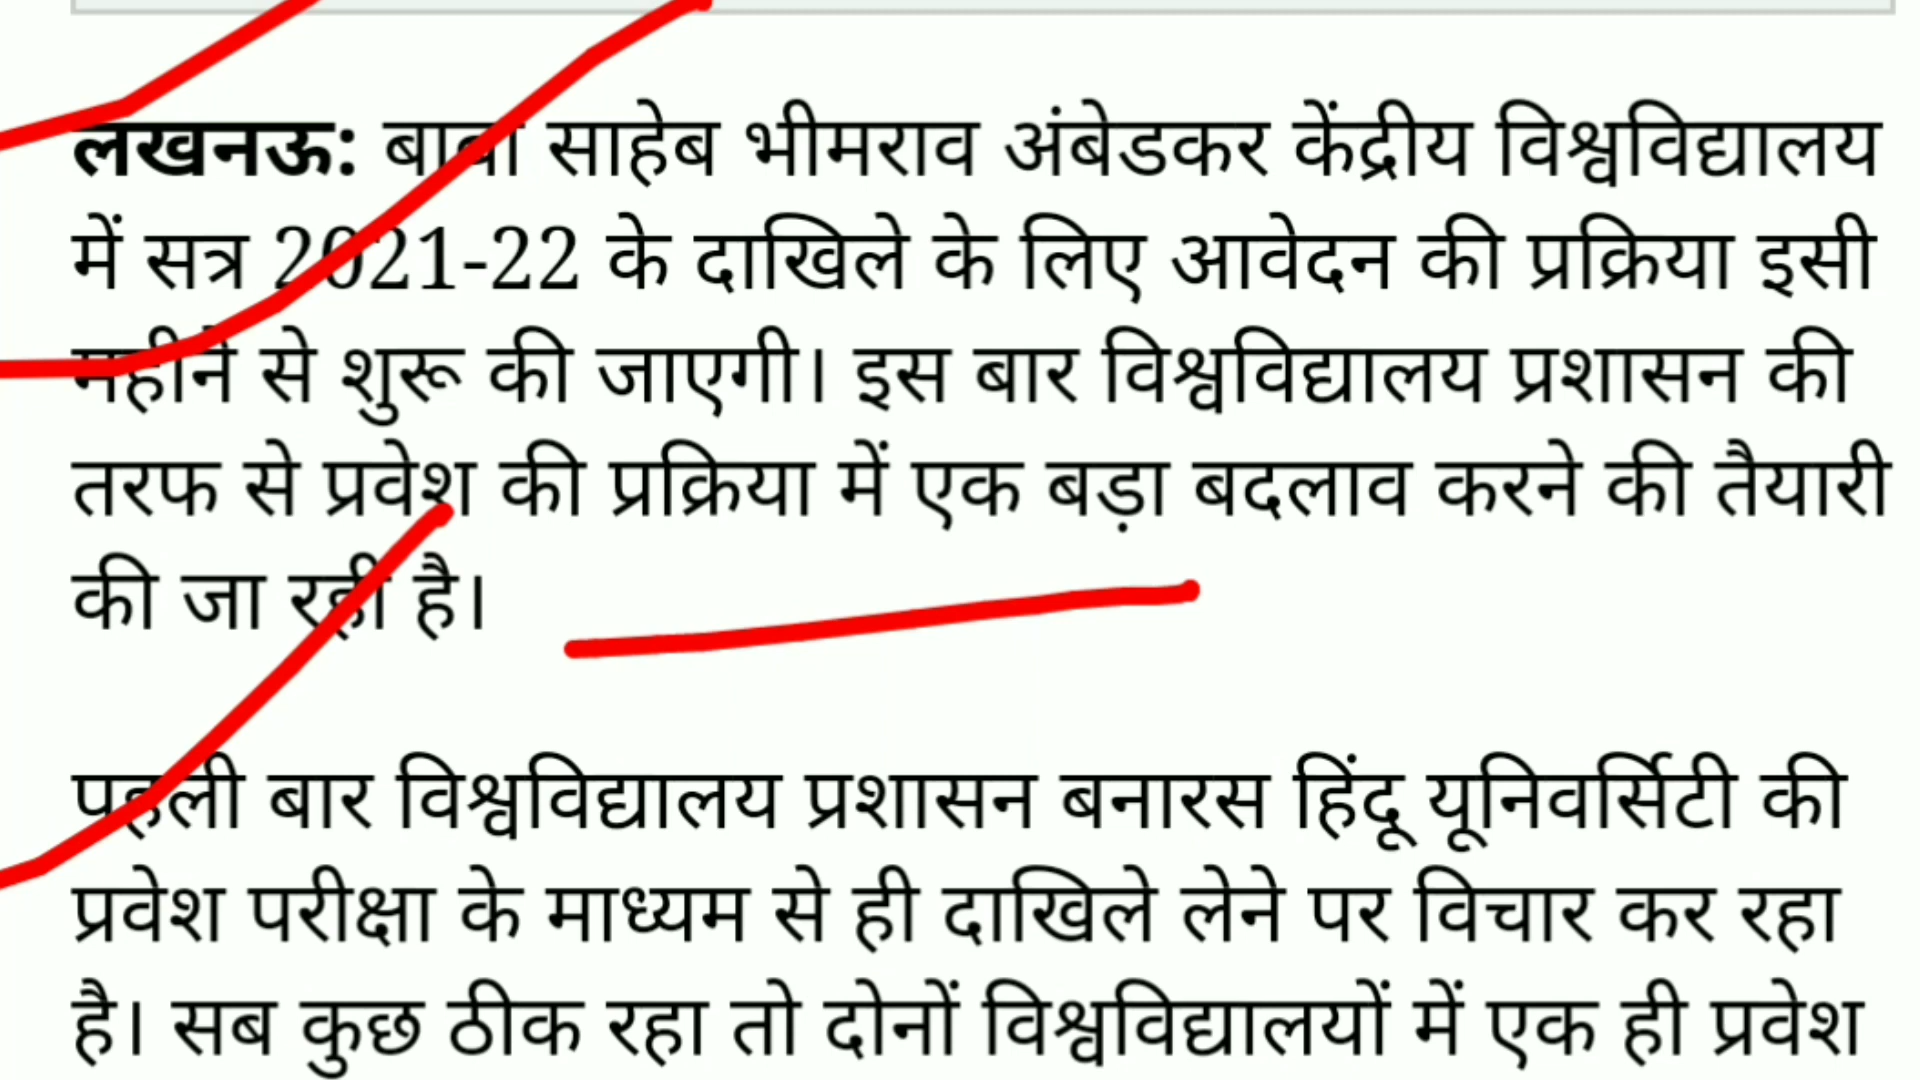 लखनऊ: बाबा साहेब भीमराव अंबेडकर केंद्रीय विश्वविद्यालय
में सत्र 2021-22 के दाखिले के लिए आवेदन की प्रक्रिया इसी
महीने से शुरू की जाएगी। इस बार विश्वविद्यालय प्रशासन की
तरफ से प्रवेश की प्रक्रिया में एक बड़ा बदलाव करने की तैयारी
की जा रही है।
पहली बार विश्वविद्यालय प्रशासन बनारस हिंदू यूनिवर्सिटी की
प्रवेश परीक्षा के माध्यम से ही दाखिले लेने पर विचार कर रहा
है। सब कुछ ठीक रहा तो दोनों विश्वविद्यालयों में एक ही प्रवेश